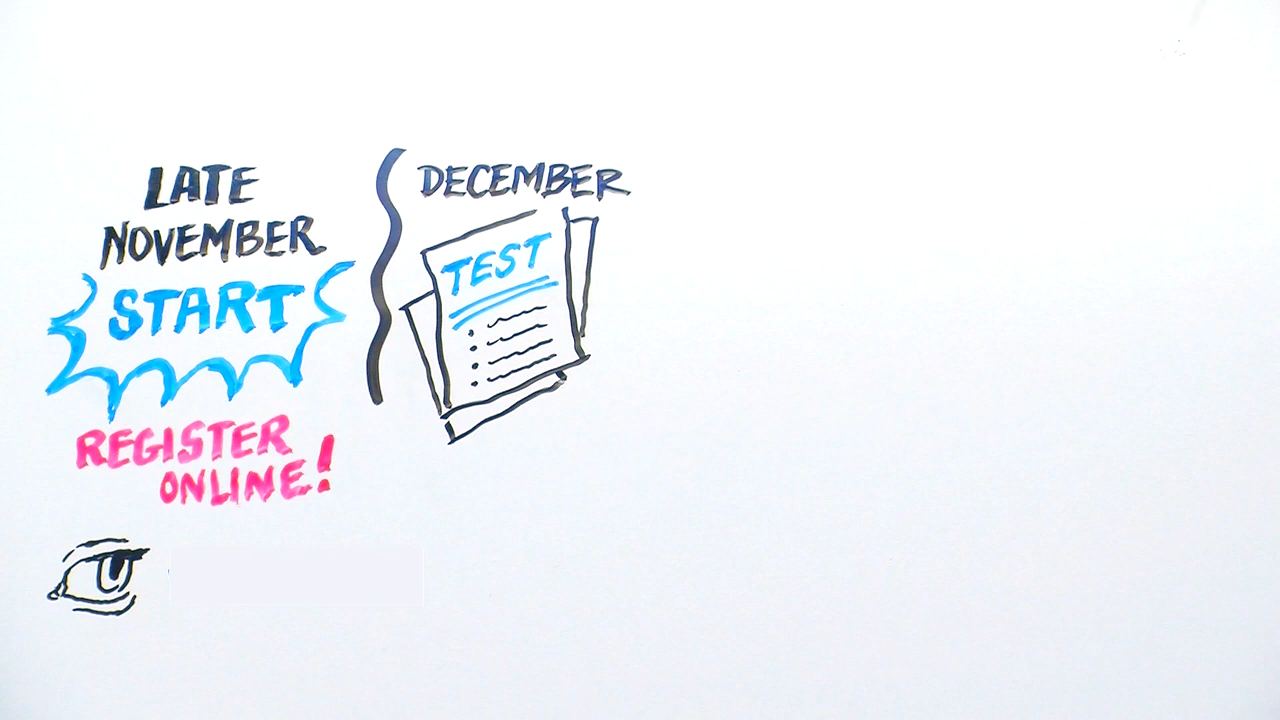 LATE
NOVEMBER
START
REGISTER
ONLINE!
DECEMBER
TEST